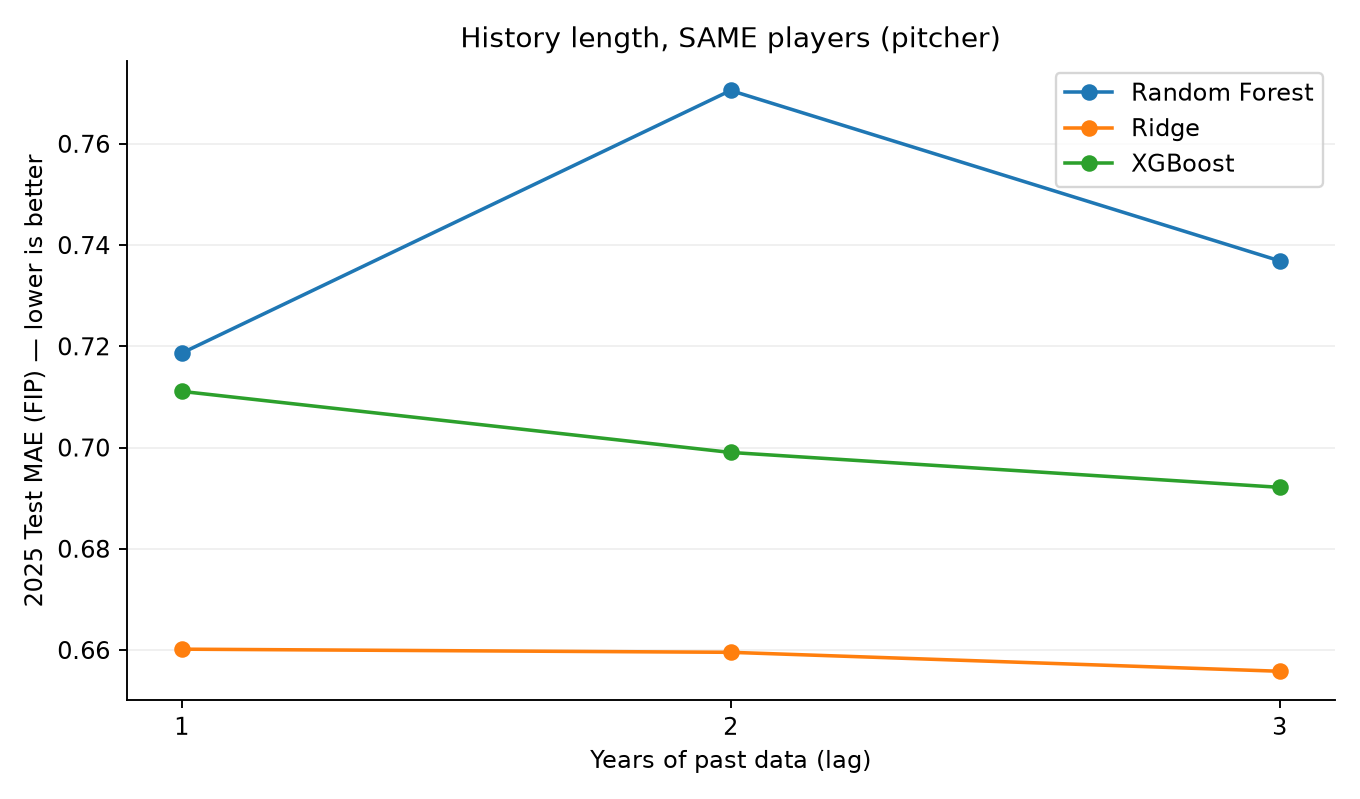 History length, SAME players (pitcher)
Random Forest
Ridge
XGBoost
2025 Test MAE (FIP) — lower is better
0.76
0.74
0.72
0.70
0.68
0.66
1
2
3
Years of past data (lag)